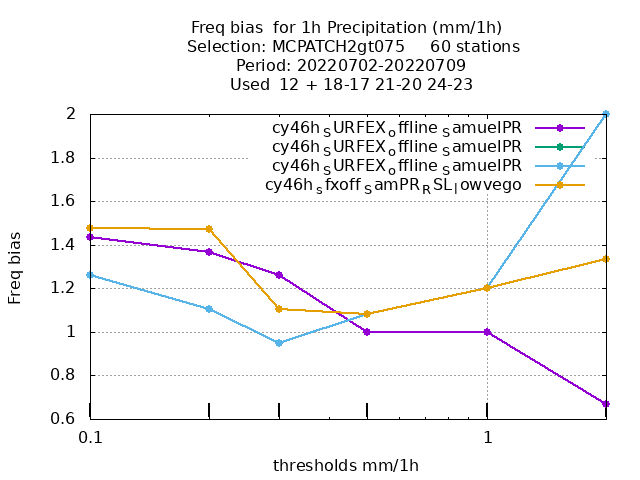 Freq bias  for 1h Precipitation (mm/1h)
Selection: MCPATCH2gt075     60 stations
Period: 20220702-20220709
Used  12 + 18-17 21-20 24-23
cy46h_SURFEX_offline_SamuelPR
cy46h_SURFEX_offline_SamuelPR
cy46h_SURFEX_offline_SamuelPR
cy46h_sfxoff_SamPR_RSL_lowvego
2
1.8
1.6
1.4
1.2
1
0.8
0.6
Freq bias
0.1 1
thresholds mm/1h